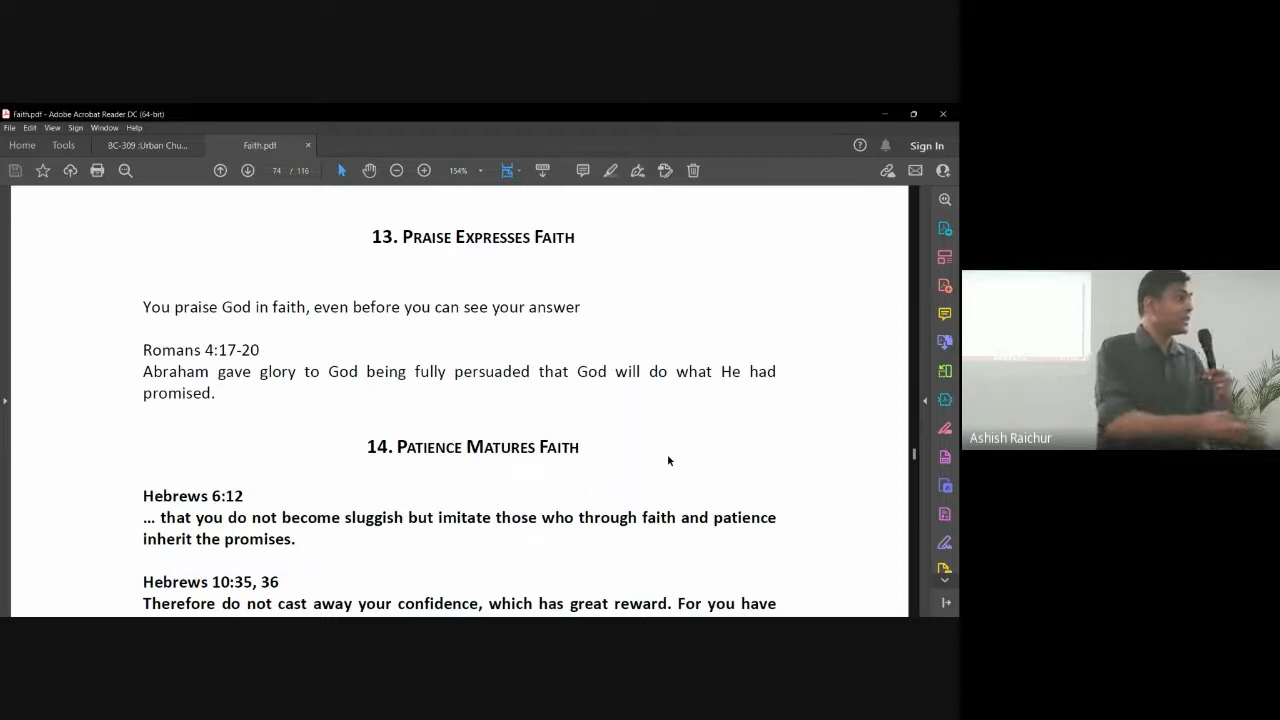 Faith.pdf - Adobe Acrobat Reader DC (64-bit)
File Edit View Sign Window Help
Home Tools BC-309 :Urban Chu... Faith.pdf × Sign In
74 / 116 154%
13. PRAISE EXPRESSES FAITH
You praise God in faith, even before you can see your answer
Romans 4:17-20
Abraham gave glory to God being fully persuaded that God will do what He had
promised.
14. PATIENCE MATURES FAITH
Hebrews 6:12
... that you do not become sluggish but imitate those who through faith and patience
inherit the promises.
Hebrews 10:35, 36
Therefore do not cast away your confidence, which has great reward. For you have
Ashish Raichur